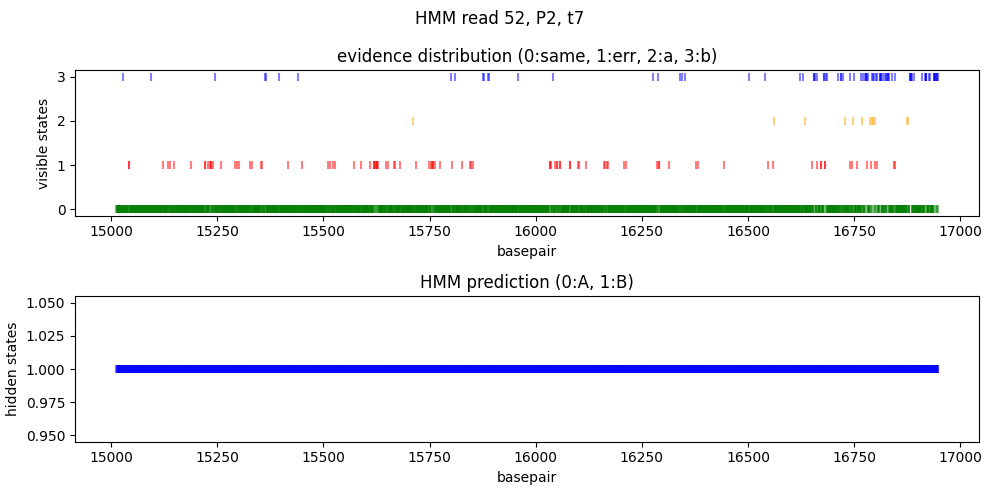 HMM read 52, P2, t7
evidence distribution (0:same, 1:err, 2:a, 3:b)
visible states
3
2
1
0
15000 15250 15500 15750 16000 16250 16500 16750 17000
basepair
HMM prediction (0:A, 1:B)
hidden states
1.050
1.025
1.000
0.975
0.950
15000 15250 15500 15750 16000 16250 16500 16750 17000
basepair